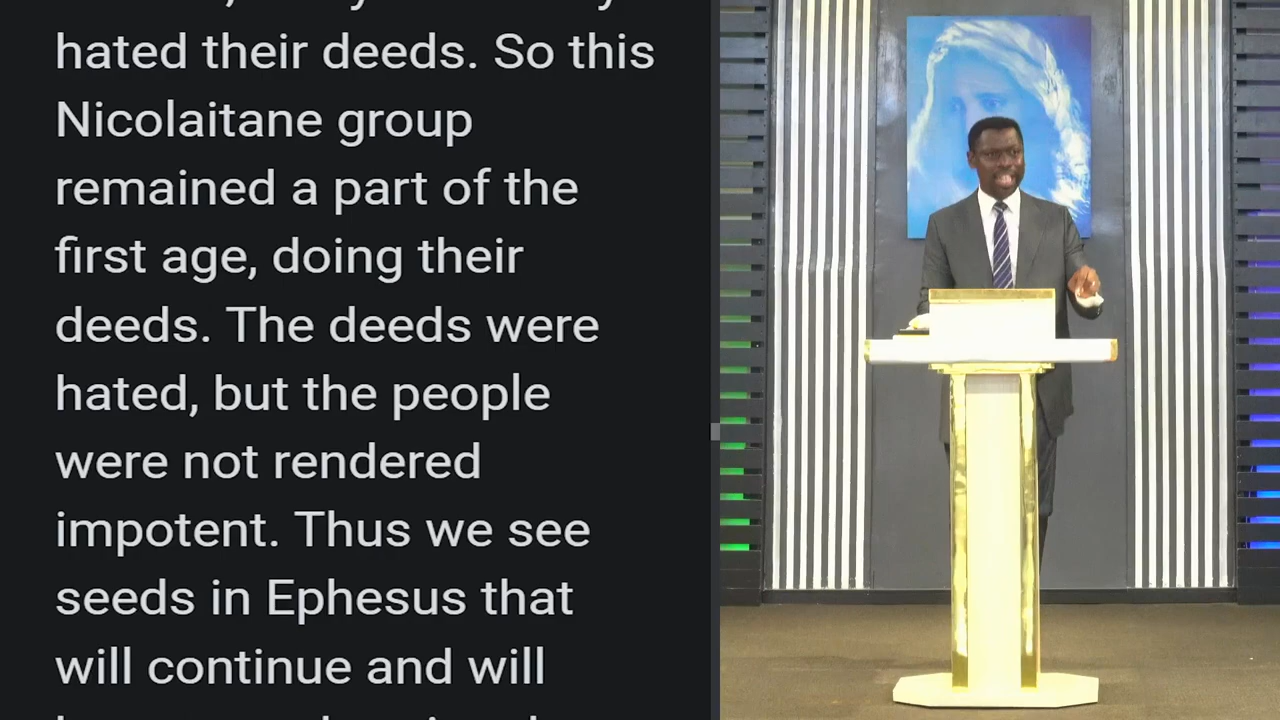 hated their deeds. So this
Nicolaitane group
remained a part of the
first age, doing their
deeds. The deeds were
hated, but the people
were not rendered
impotent. Thus we see
seeds in Ephesus that
will continue and will